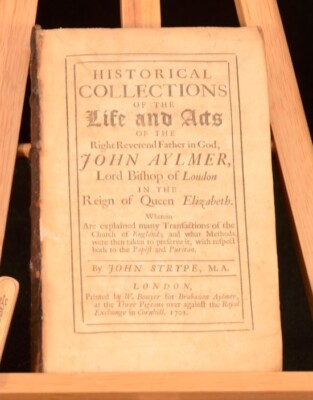 HISTORICAL
COLLECTIONS
OF THE
Life and Acts
OF THE
Right Reverend Father in God,
JOHN AYLMER,
Lord Bishop of London
IN THE
Reign of Queen Elizabeth.
Wherein
Are explained many Transactions of the
Church of England; and what Methods
were then taken to preserve it, with respect
both to the Papist and Puritan.
By JOHN STRYPE, M.A.
LONDON,
Printed by W. Bowyer for Brabazon Aylmer,
at the Three Pigeons over against the Royal
Exchange in Cornhill. 1701.